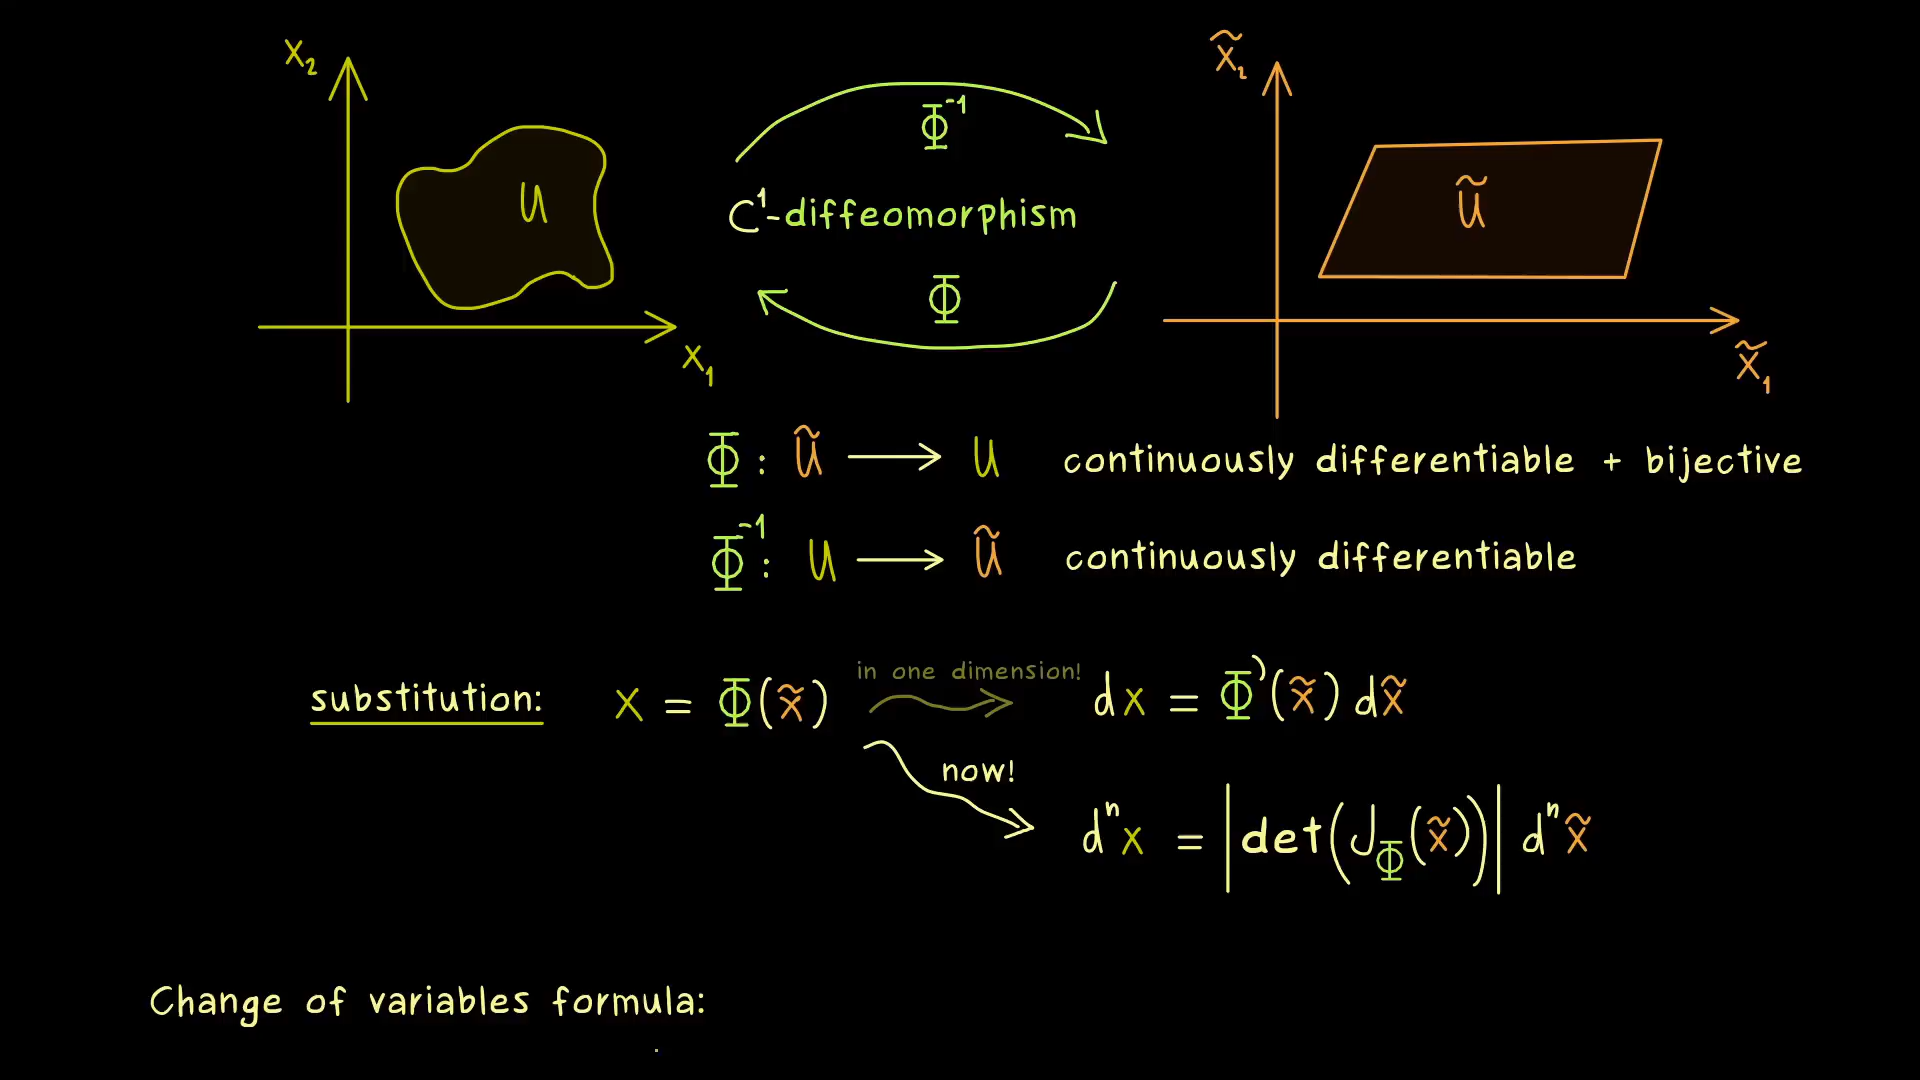 x₂
x̃₂
Φ⁻¹
U
Ũ
C¹-diffeomorphism
Φ
x₁
x̃₁
Φ : Ũ ⟶ U continuously differentiable + bijective
Φ⁻¹ : U ⟶ Ũ continuously differentiable
in one dimension!
substitution: x = Φ(x̃) dx = Φ'(x̃) dx̃
now!
dⁿx = |det(J_Φ(x̃))| dⁿx̃
Change of variables formula: